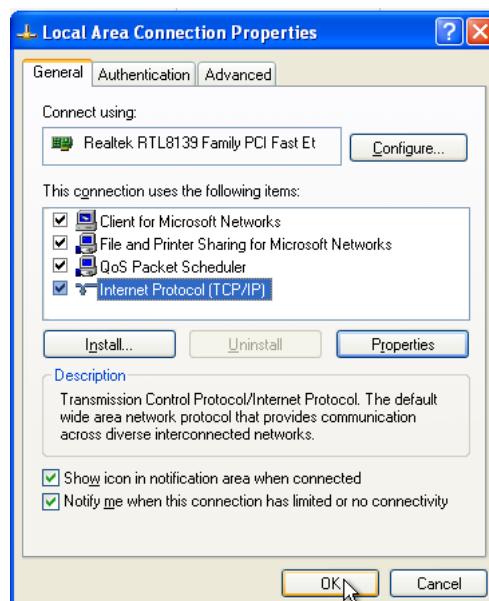 Local Area Connection Properties
General Authentication Advanced
Connect using:
Realtek RTL8139 Family PCI Fast Et
Configure...
This connection uses the following items:
Client for Microsoft Networks
File and Printer Sharing for Microsoft Networks
QoS Packet Scheduler
Internet Protocol (TCP/IP)
Install... Uninstall Properties
Description
Transmission Control Protocol/Internet Protocol. The default
wide area network protocol that provides communication
across diverse interconnected networks.
Show icon in notification area when connected
Notify me when this connection has limited or no connectivity
OK Cancel